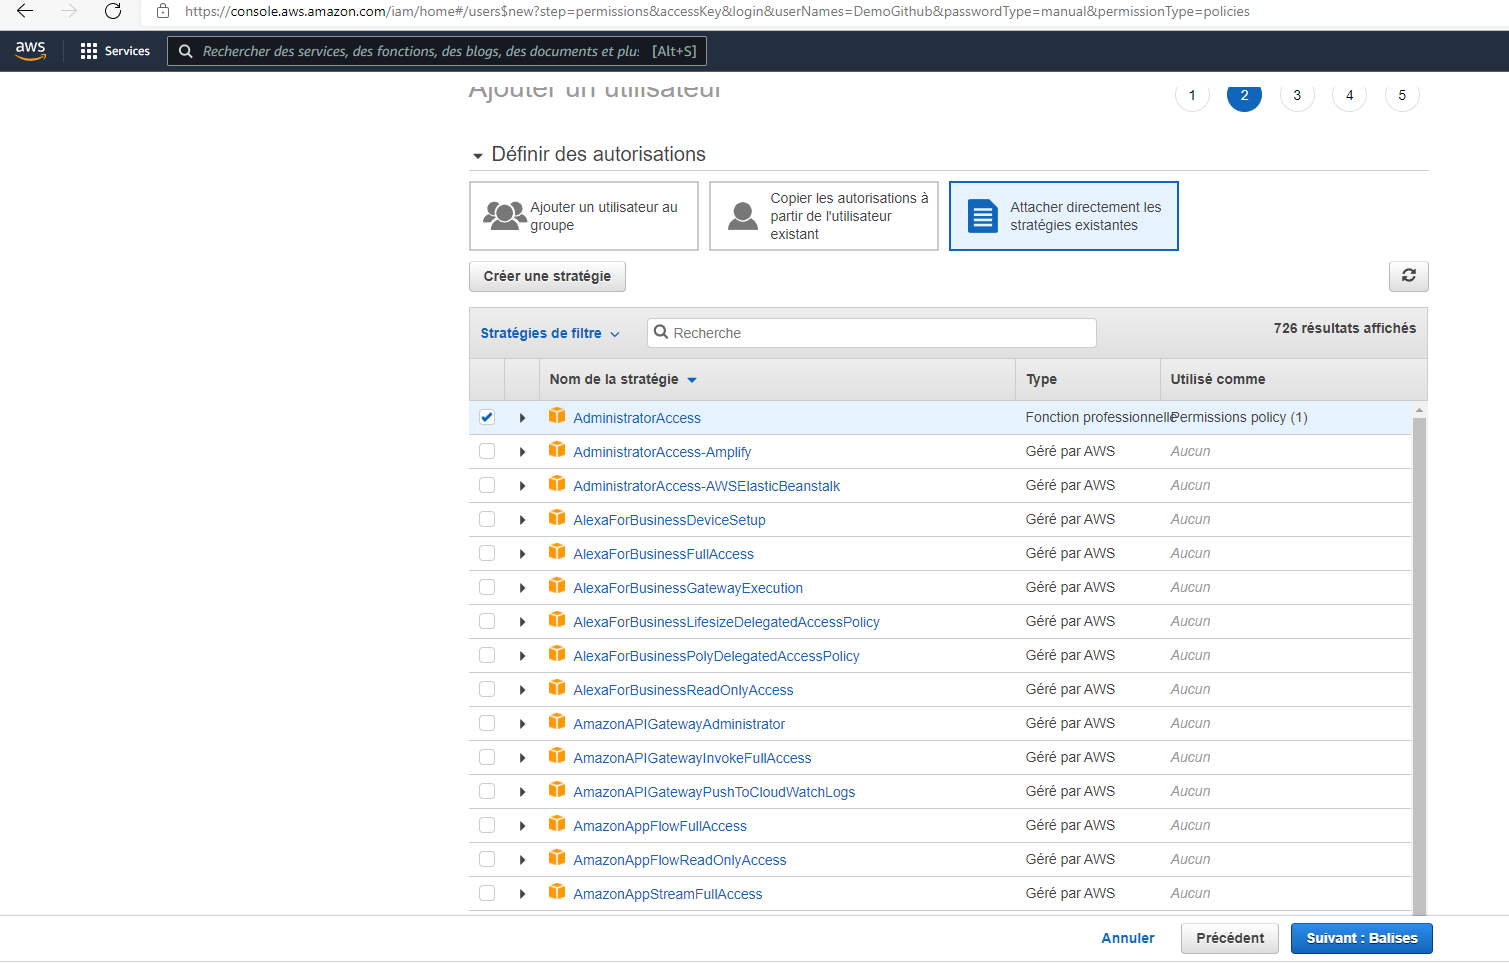 https://console.aws.amazon.com/iam/home#/users$new?step=permissions&accessKey&login&userNames=DemoGithub&passwordType=manual&permissionType=policies
aws
Services
Rechercher des services, des fonctions, des blogs, des documents et plu: [Alt+S]
Ajouter un utilisateur
1 2 3 4 5
Définir des autorisations
Ajouter un utilisateur au
groupe
Copier les autorisations à
partir de l'utilisateur
existant
Attacher directement les
stratégies existantes
Créer une stratégie
Stratégies de filtre
Recherche
726 résultats affichés
Nom de la stratégie Type Utilisé comme
AdministratorAccess Fonction professionnelle Permissions policy (1)
AdministratorAccess-Amplify Géré par AWS Aucun
AdministratorAccess-AWSElasticBeanstalk Géré par AWS Aucun
AlexaForBusinessDeviceSetup Géré par AWS Aucun
AlexaForBusinessFullAccess Géré par AWS Aucun
AlexaForBusinessGatewayExecution Géré par AWS Aucun
AlexaForBusinessLifesizeDelegatedAccessPolicy Géré par AWS Aucun
AlexaForBusinessPolyDelegatedAccessPolicy Géré par AWS Aucun
AlexaForBusinessReadOnlyAccess Géré par AWS Aucun
AmazonAPIGatewayAdministrator Géré par AWS Aucun
AmazonAPIGatewayInvokeFullAccess Géré par AWS Aucun
AmazonAPIGatewayPushToCloudWatchLogs Géré par AWS Aucun
AmazonAppFlowFullAccess Géré par AWS Aucun
AmazonAppFlowReadOnlyAccess Géré par AWS Aucun
AmazonAppStreamFullAccess Géré par AWS Aucun
Annuler Précédent Suivant : Balises